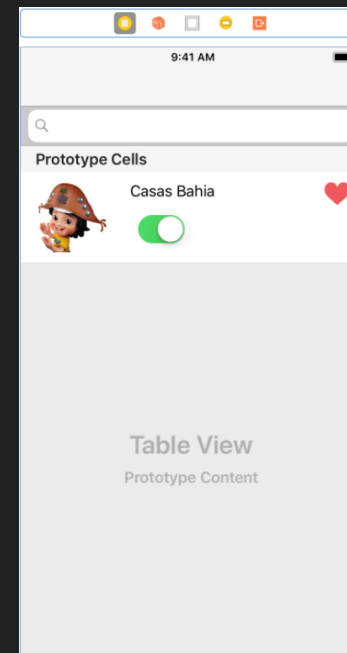 9:41 AM
Prototype Cells
Casas Bahia
Table View
Prototype Content